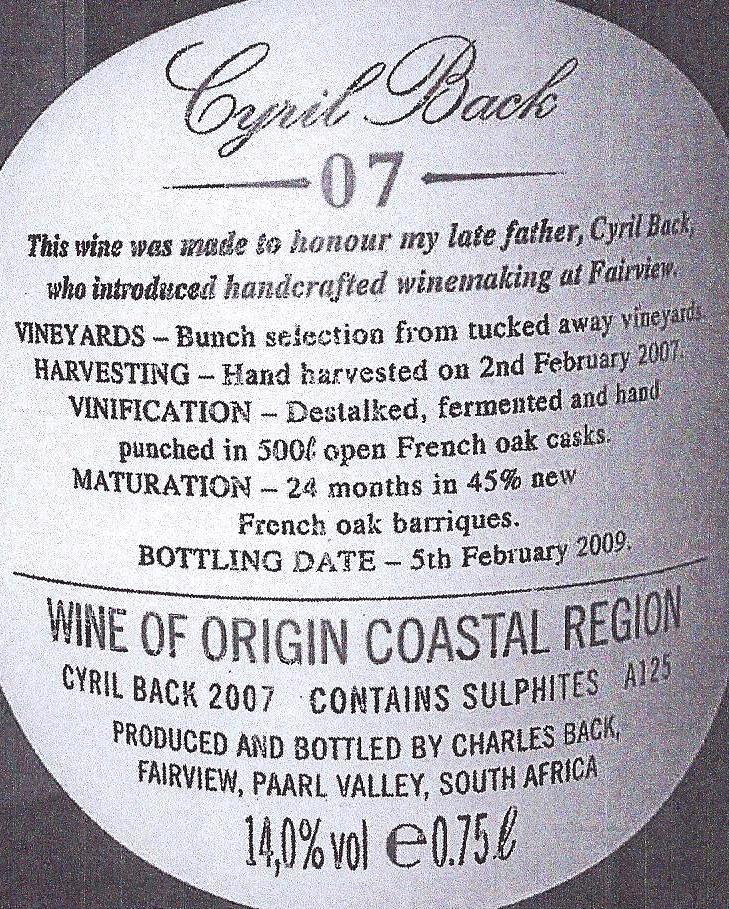 Cyril Back
07
This wine was made to honour my late father, Cyril Back,
who introduced handcrafted winemaking at Fairview.
VINEYARDS – Bunch selection from tucked away vineyards.
HARVESTING – Hand harvested on 2nd February 2007.
VINIFICATION – Destalked, fermented and hand
punched in 500ℓ open French oak casks.
MATURATION – 24 months in 45% new
French oak barriques.
BOTTLING DATE – 5th February 2009.
WINE OF ORIGIN COASTAL REGION
CYRIL BACK 2007 CONTAINS SULPHITES A125
PRODUCED AND BOTTLED BY CHARLES BACK,
FAIRVIEW, PAARL VALLEY, SOUTH AFRICA
14,0% vol ℮0.75ℓ